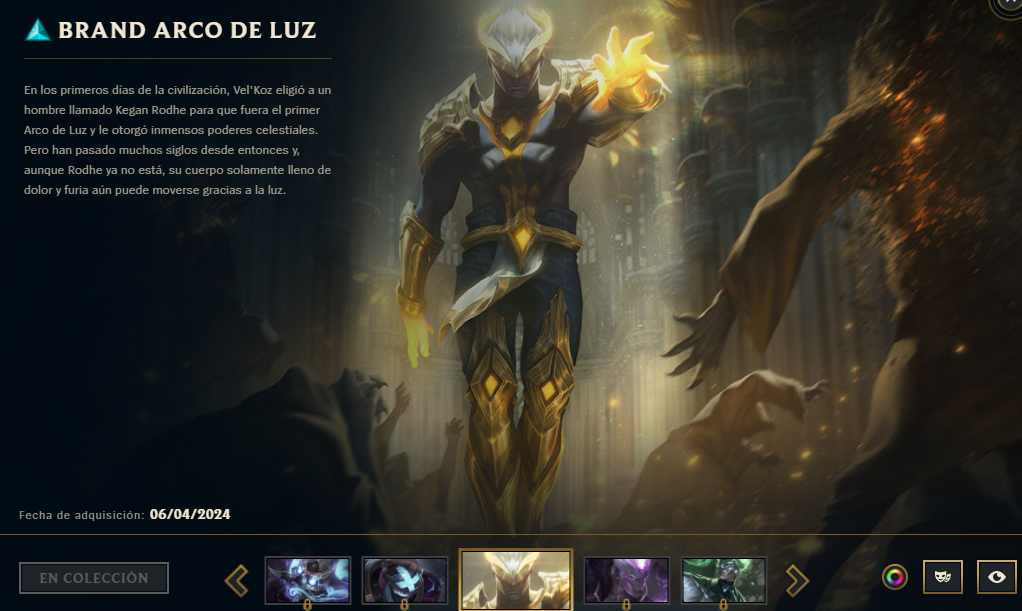 BRAND ARCO DE LUZ
En los primeros días de la civilización, Vel'Koz eligió a un
hombre llamado Kegan Rodhe para que fuera el primer
Arco de Luz y le otorgó inmensos poderes celestiales.
Pero han pasado muchos siglos desde entonces y,
aunque Rodhe ya no está, su cuerpo solamente lleno de
dolor y furia aún puede moverse gracias a la luz.
Fecha de adquisición: 06/04/2024
EN COLECCIÓN